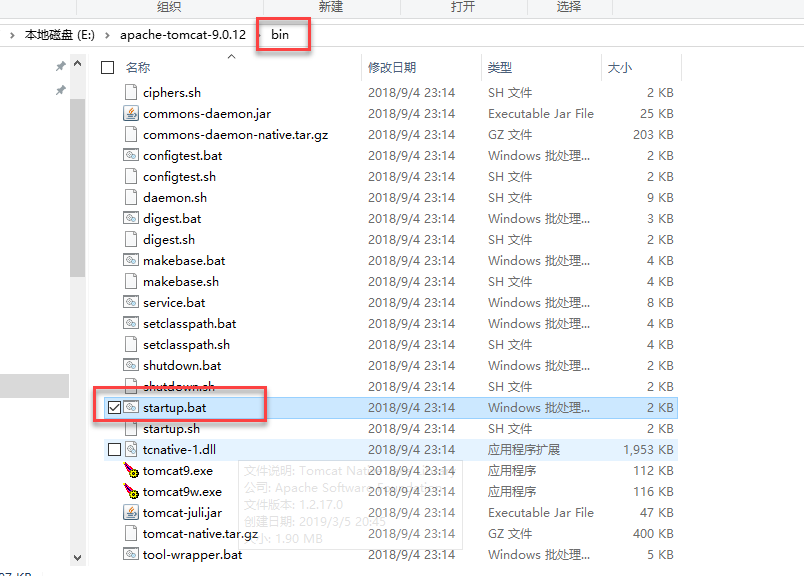 组织 新建 打开 选择
本地磁盘 (E:) apache-tomcat-9.0.12 bin
名称 修改日期 类型 大小
ciphers.sh 2018/9/4 23:14 SH 文件 2 KB
commons-daemon.jar 2018/9/4 23:14 Executable Jar File 25 KB
commons-daemon-native.tar.gz 2018/9/4 23:14 GZ 文件 203 KB
configtest.bat 2018/9/4 23:14 Windows 批处理... 2 KB
configtest.sh 2018/9/4 23:14 SH 文件 2 KB
daemon.sh 2018/9/4 23:14 SH 文件 9 KB
digest.bat 2018/9/4 23:14 Windows 批处理... 3 KB
digest.sh 2018/9/4 23:14 SH 文件 2 KB
makebase.bat 2018/9/4 23:14 Windows 批处理... 4 KB
makebase.sh 2018/9/4 23:14 SH 文件 4 KB
service.bat 2018/9/4 23:14 Windows 批处理... 8 KB
setclasspath.bat 2018/9/4 23:14 Windows 批处理... 4 KB
setclasspath.sh 2018/9/4 23:14 SH 文件 4 KB
shutdown.bat 2018/9/4 23:14 Windows 批处理... 2 KB
shutdown.sh 2018/9/4 23:14 SH 文件 2 KB
startup.bat 2018/9/4 23:14 Windows 批处理... 2 KB
startup.sh 2018/9/4 23:14 SH 文件 2 KB
tcnative-1.dll 2018/9/4 23:14 应用程序扩展 1,953 KB
tomcat9.exe 2018/9/4 23:14 应用程序 112 KB
tomcat9w.exe 2018/9/4 23:14 应用程序 116 KB
tomcat-juli.jar 2018/9/4 23:14 Executable Jar File 47 KB
tomcat-native.tar.gz 2018/9/4 23:14 GZ 文件 400 KB
tool-wrapper.bat 2018/9/4 23:14 Windows 批处理... 5 KB
文件说明: Tomcat Native
公司: Apache Software Foundation
文件版本: 1.2.17.0
创建日期: 2019/3/5 20:45
大小: 1.90 MB